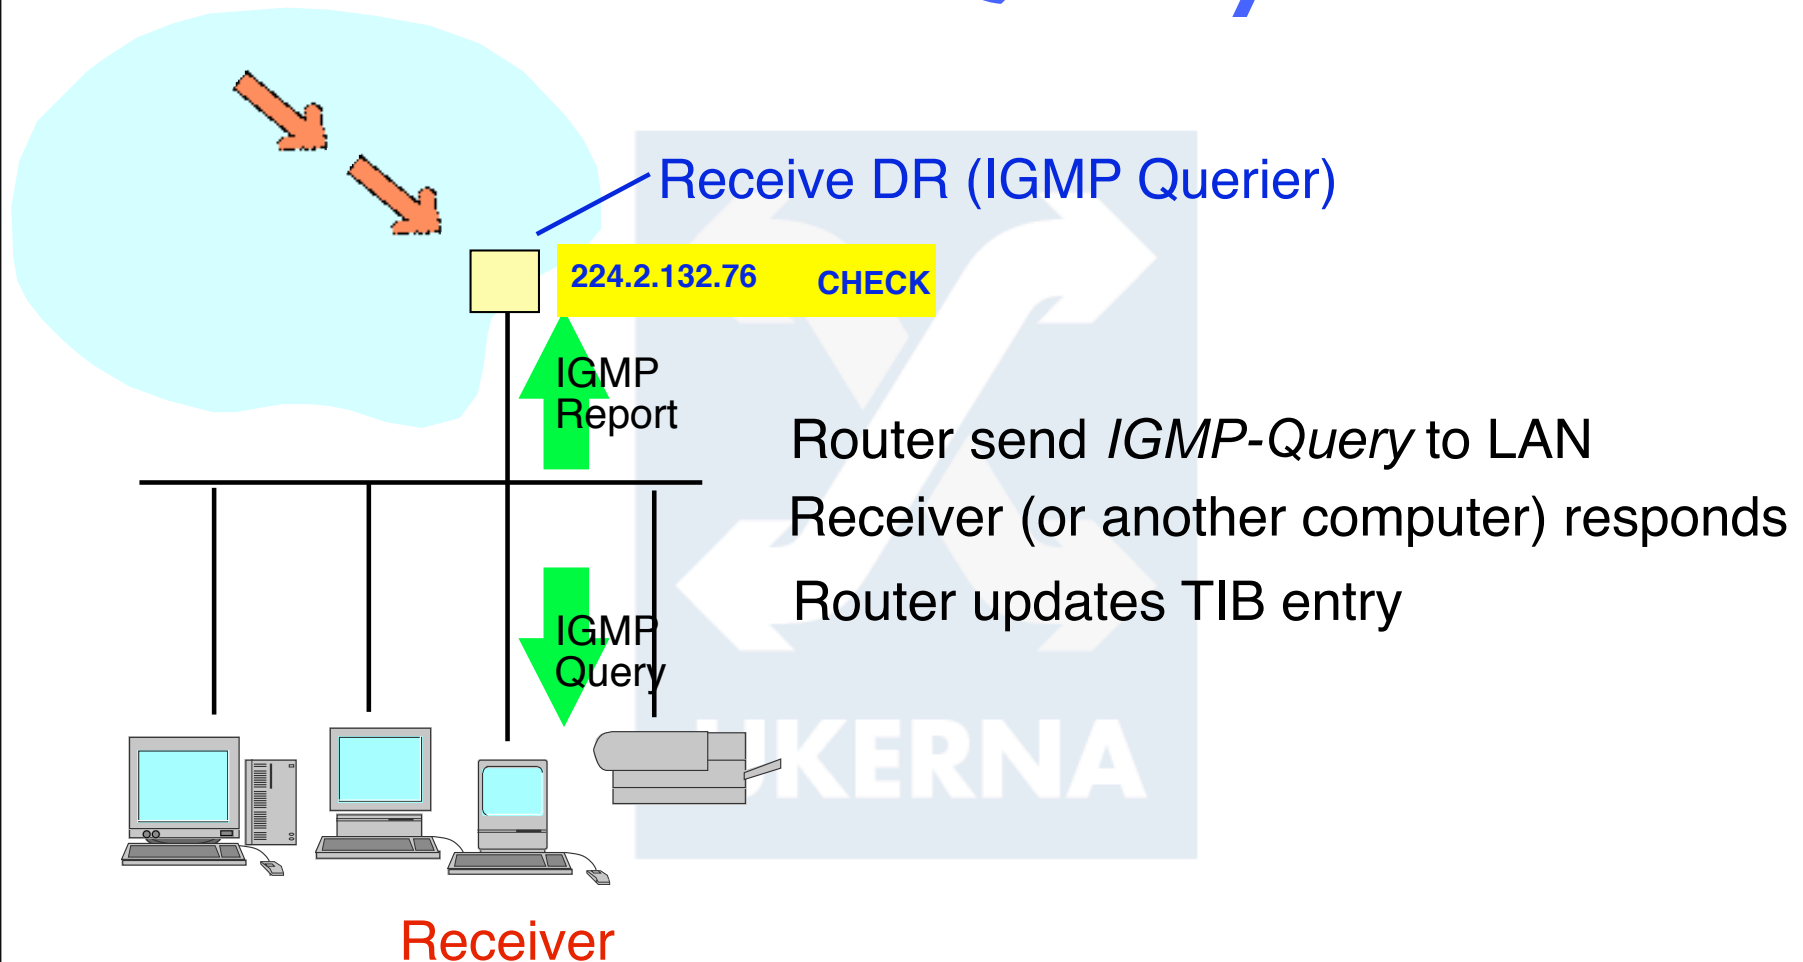 Receive DR (IGMP Querier)
224.2.132.76 CHECK
IGMP
Report
Router send IGMP-Query to LAN
Receiver (or another computer) responds
Router updates TIB entry
IGMP
Query
UKERNA
Receiver